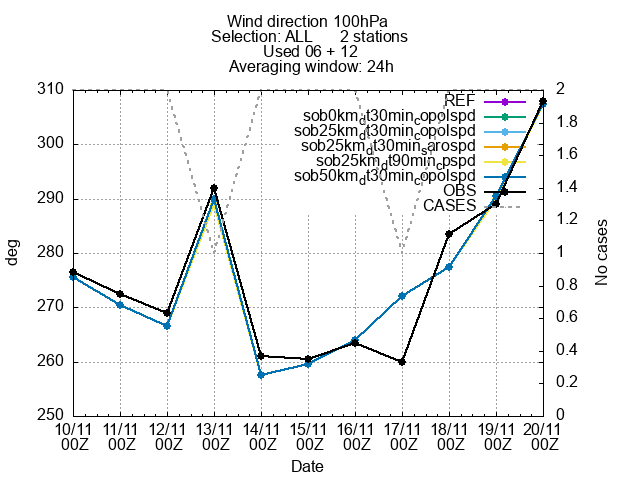 Wind direction 100hPa
Selection: ALL 2 stations
Used 06 + 12
Averaging window: 24h
310
300
290
280
270
260
250
deg
2
1.8
1.6
1.4
1.2
1
0.8
0.6
0.4
0.2
0
No cases
REF
sob0km_dt30min_copolspd
sob25km_dt30min_copolspd
sob25km_dt30min_carospd
sob25km_dt90min_cpspd
sob50km_dt30min_copolspd
OBS
CASES
10/11 11/11 12/11 13/11 14/11 15/11 16/11 17/11 18/11 19/11 20/11
00Z 00Z 00Z 00Z 00Z 00Z 00Z 00Z 00Z 00Z 00Z
Date